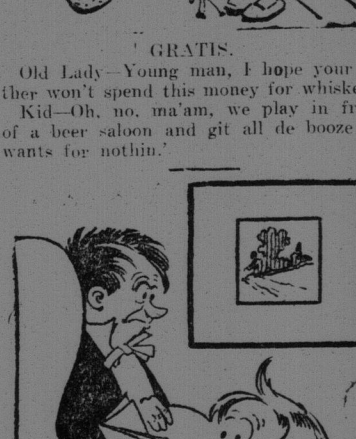 GRATIS.
Old Lady—Young man, I hope your
ther won't spend this money for whiske
Kid—Oh, no, ma'am, we play in fr
of a beer saloon and git all de booze
wants for nothin.'